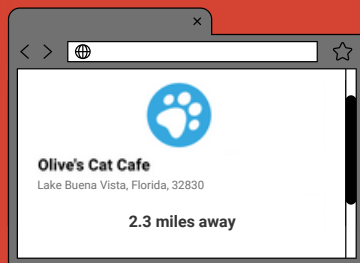 Olive's Cat Cafe
Lake Buena Vista, Florida, 32830
2.3 miles away